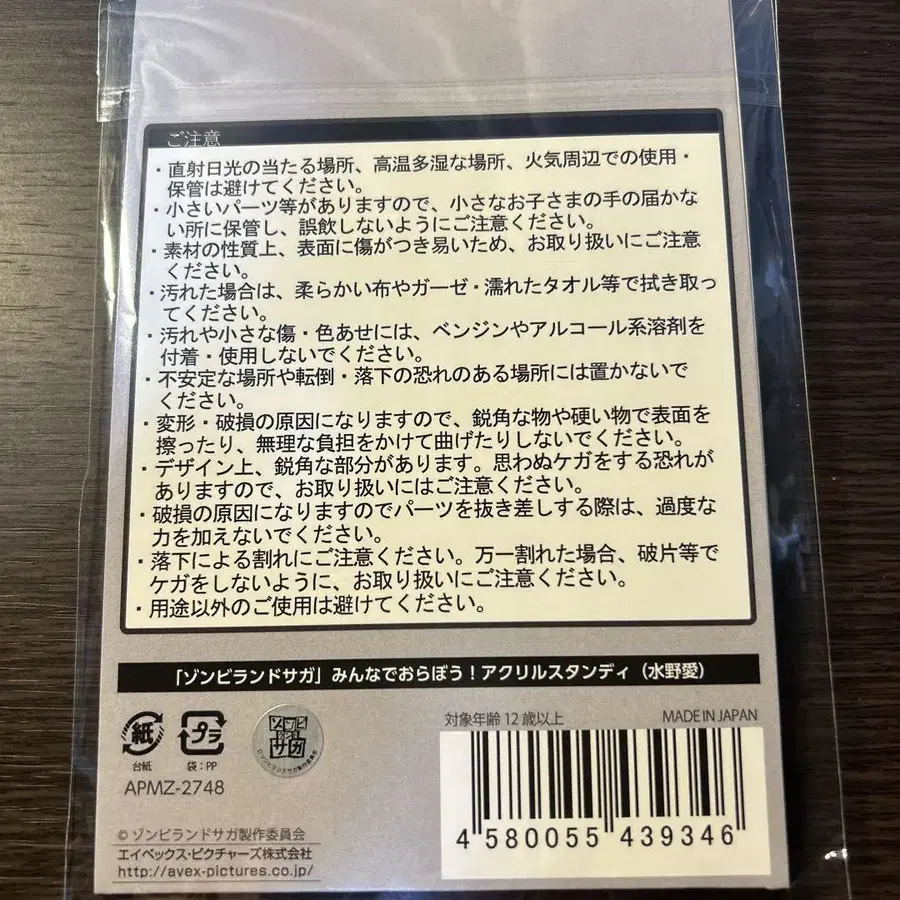 ご注意
・直射日光の当たる場所、高温多湿な場所、火気周辺での使用・
保管は避けてください。
・小さいパーツ等がありますので、小さなお子さまの手の届かな
い所に保管し、誤飲しないようにご注意ください。
・素材の性質上、表面に傷がつき易いため、お取り扱いにご注意
ください。
・汚れた場合は、柔らかい布やガーゼ・濡れたタオル等で拭き取っ
てください。
・汚れや小さな傷・色あせには、ベンジンやアルコール系溶剤を
付着・使用しないでください。
・不安定な場所や転倒・落下の恐れのある場所には置かないで
ください。
・変形・破損の原因になりますので、鋭角な物や硬い物で表面を
擦ったり、無理な負担をかけて曲げたりしないでください。
・デザイン上、鋭角な部分があります。思わぬケガをする恐れが
ありますので、お取り扱いにはご注意ください。
・破損の原因になりますのでパーツを抜き差しする際は、過度な
力を加えないでください。
・落下による割れにご注意ください。万一割れた場合、破片等で
ケガをしないように、お取り扱いにご注意ください。
・用途以外のご使用は避けてください。
「ゾンビランドサガ」みんなでおらぼう！アクリルスタンディ（水野愛）
対象年齢 12歳以上 MADE IN JAPAN
紙 プラ
台紙 袋：PP
APMZ-2748
4 580055 439346
© ゾンビランドサガ製作委員会
エイベックス・ピクチャーズ株式会社
http://avex-pictures.co.jp/